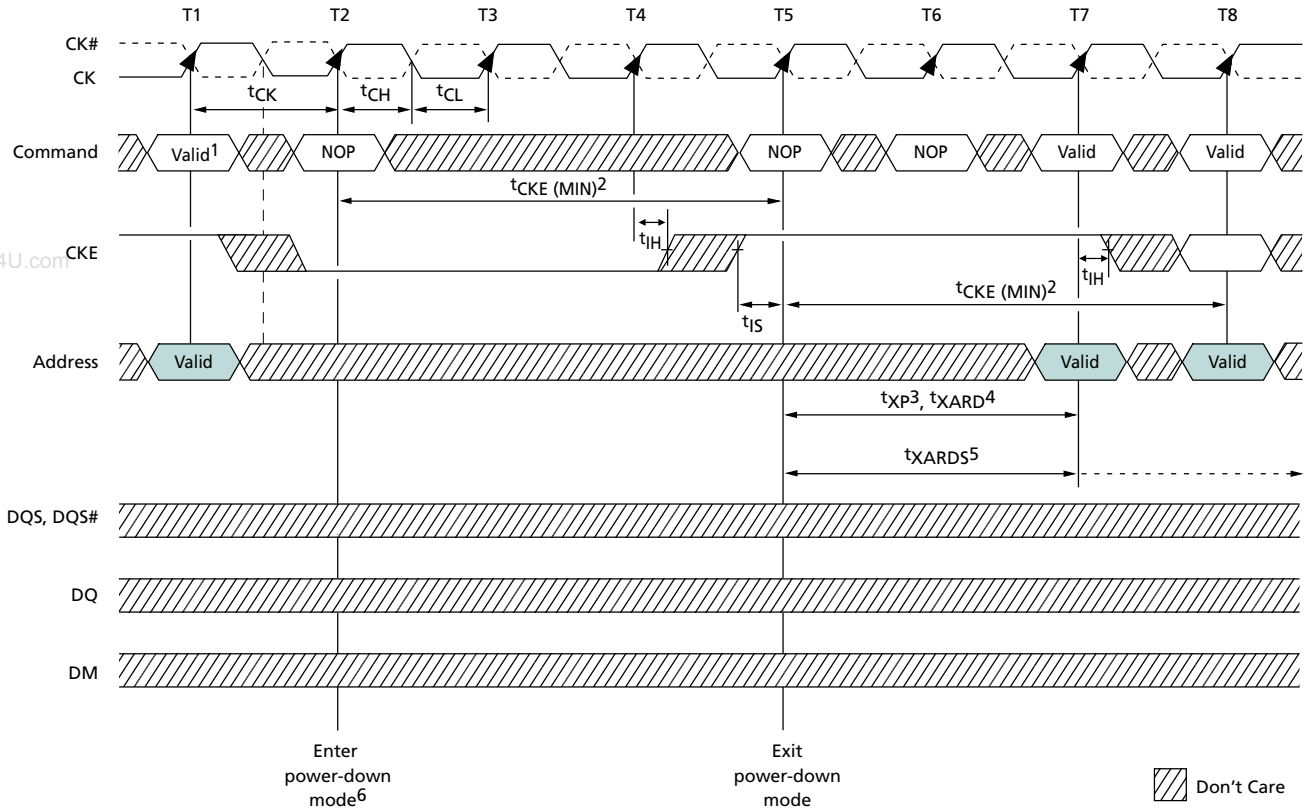 T1 T2 T3 T4 T5 T6 T7 T8
CK#
CK
tCK tCH tCL
Command Valid1 NOP NOP NOP Valid Valid
tCKE (MIN)2
tIH
4U.com
CKE
tIH
tCKE (MIN)2
tIS
Address Valid Valid Valid
tXP3, tXARD4
tXARDS5
DQS, DQS#
DQ
DM
Enter
power-down
mode6
Exit
power-down
mode
Don't Care